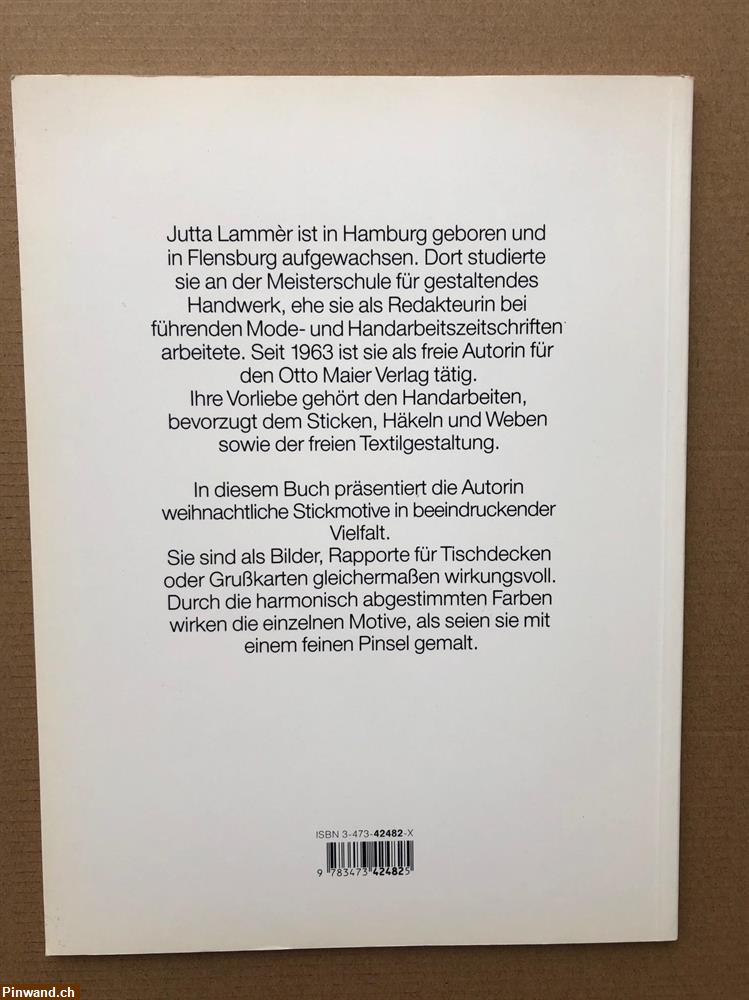 Jutta Lammèr ist in Hamburg geboren und
in Flensburg aufgewachsen. Dort studierte
sie an der Meisterschule für gestaltendes
Handwerk, ehe sie als Redakteurin bei
führenden Mode- und Handarbeitszeitschriften
arbeitete. Seit 1963 ist sie als freie Autorin für
den Otto Maier Verlag tätig.
Ihre Vorliebe gehört den Handarbeiten,
bevorzugt dem Sticken, Häkeln und Weben
sowie der freien Textilgestaltung.
In diesem Buch präsentiert die Autorin
weihnachtliche Stickmotive in beeindruckender
Vielfalt.
Sie sind als Bilder, Rapporte für Tischdecken
oder Grußkarten gleichermaßen wirkungsvoll.
Durch die harmonisch abgestimmten Farben
wirken die einzelnen Motive, als seien sie mit
einem feinen Pinsel gemalt.
ISBN 3-473-42482-X
9 783473 424825
Pinwand.ch